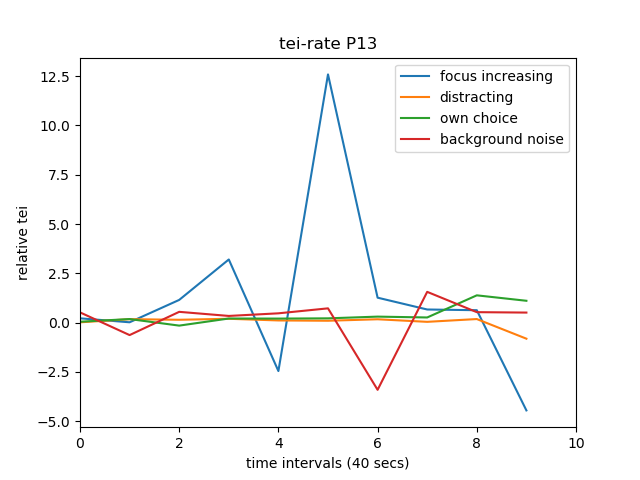 tei-rate P13
focus increasing
distracting
own choice
background noise
12.5
10.0
7.5
5.0
2.5
0.0
−2.5
−5.0
relative tei
0 2 4 6 8 10
time intervals (40 secs)